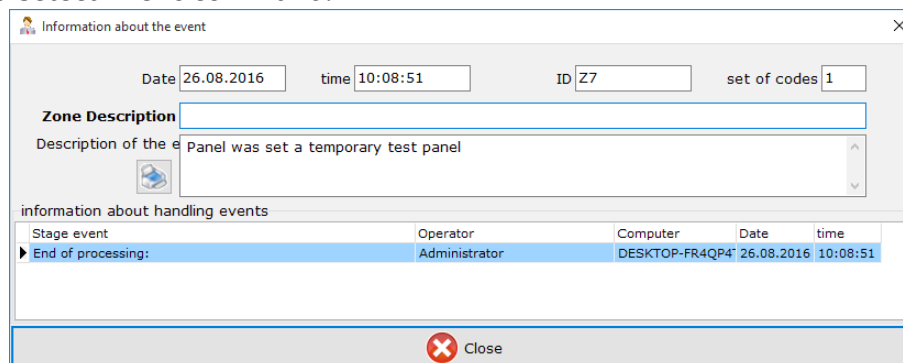 Information about the event
Date 26.08.2016 time 10:08:51 ID Z7 set of codes 1
Zone Description
Description of the e Panel was set a temporary test panel
information about handling events
Stage event Operator Computer Date time
End of processing: Administrator DESKTOP-FR4QP4 26.08.2016 10:08:51
Close